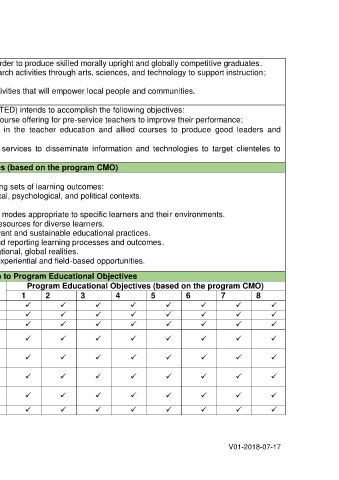 rder to produce skilled morally upright and globally competitive graduates.
arch activities through arts, sciences, and technology to support instruction;
tivities that will empower local people and communities.
TED) intends to accomplish the following objectives:
ourse offering for pre-service teachers to improve their performance;
in the teacher education and allied courses to produce good leaders and
services to disseminate information and technologies to target clienteles to
s (based on the program CMO)
ng sets of learning outcomes:
cal, psychological, and political contexts.
modes appropriate to specific learners and their environments.
esources for diverse learners.
vant and sustainable educational practices.
nd reporting learning processes and outcomes.
ational, global realities.
xperiential and field-based opportunities.
e to Program Educational Objectives
Program Educational Objectives (based on the program CMO)
1 2 3 4 5 6 7 8
✓ ✓ ✓ ✓ ✓ ✓ ✓ ✓
✓ ✓ ✓ ✓ ✓ ✓ ✓ ✓
✓ ✓ ✓ ✓ ✓ ✓ ✓ ✓
✓ ✓ ✓ ✓ ✓ ✓ ✓ ✓
✓ ✓ ✓ ✓ ✓ ✓ ✓ ✓
✓ ✓ ✓ ✓ ✓ ✓ ✓ ✓
✓ ✓ ✓ ✓ ✓ ✓ ✓ ✓
✓ ✓ ✓ ✓ ✓ ✓ ✓ ✓
V01-2018-07-17